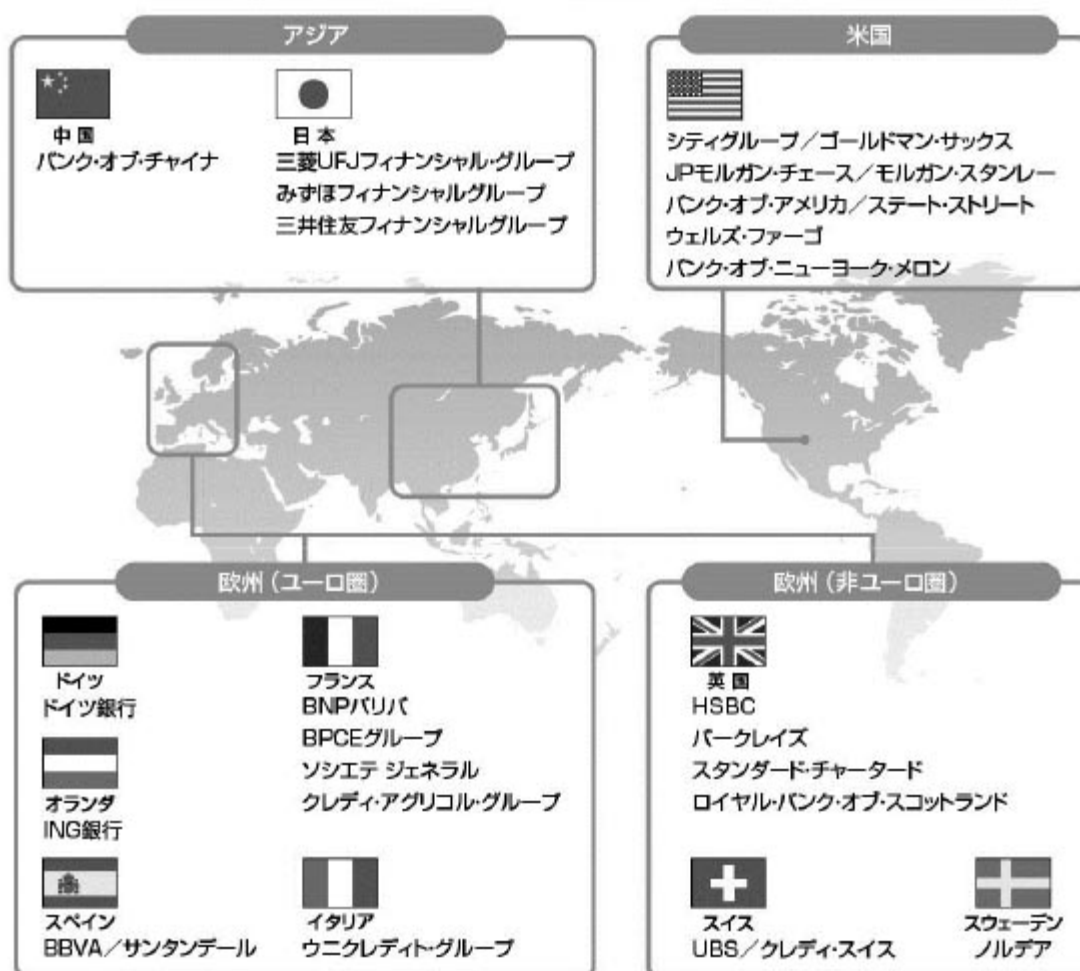 アジア
中国
バンク・オブ・チャイナ
日本
三菱UFJフィナンシャル・グループ
みずほフィナンシャルグループ
三井住友フィナンシャルグループ
米国
シティグループ/ゴールドマン・サックス
JPモルガン・チェース/モルガン・スタンレー
バンク・オブ・アメリカ/ステート・ストリート
ウェルズ・ファーゴ
バンク・オブ・ニューヨーク・メロン
欧州(ユーロ圏)
ドイツ
ドイツ銀行
オランダ
ING銀行
スペイン
BBVA/サンタンデール
フランス
BNPパリバ
BPCEグループ
ソシエテ ジェネラル
クレディ・アグリコル・グループ
イタリア
ウニクレディト・グループ
欧州(非ユーロ圏)
英国
HSBC
バークレイズ
スタンダード・チャータード
ロイヤル・バンク・オブ・スコットランド
スイス
UBS/クレディ・スイス
スウェーデン
ノルデア